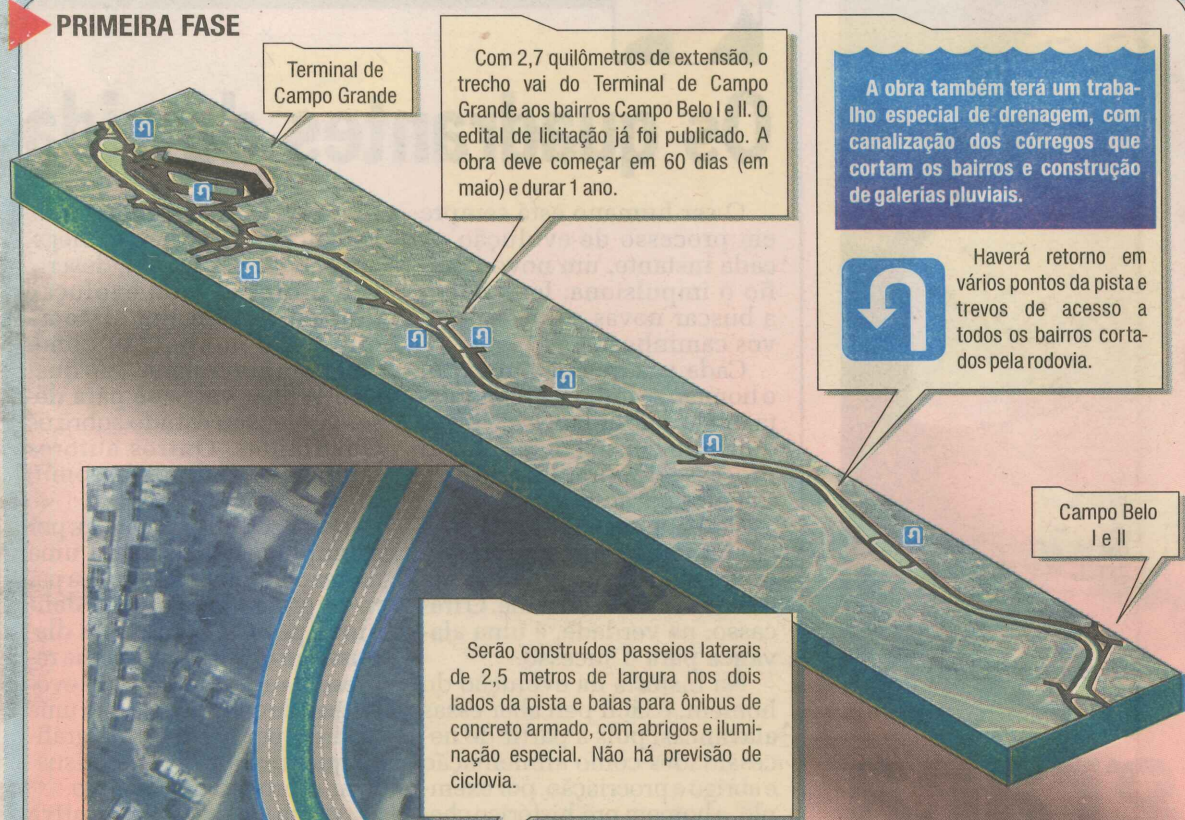 PRIMEIRA FASE
Terminal de
Campo Grande
Com 2,7 quilômetros de extensão, o
trecho vai do Terminal de Campo
Grande aos bairros Campo Belo I e II. O
edital de licitação já foi publicado. A
obra deve começar em 60 dias (em
maio) e durar 1 ano.
A obra também terá um traba-
lho especial de drenagem, com
canalização dos córregos que
cortam os bairros e construção
de galerias pluviais.
Haverá retorno em
vários pontos da pista e
trevos de acesso a
todos os bairros corta-
dos pela rodovia.
Campo Belo
I e II
Serão construídos passeios laterais
de 2,5 metros de largura nos dois
lados da pista e baias para ônibus de
concreto armado, com abrigos e ilumi-
nação especial. Não há previsão de
ciclovia.